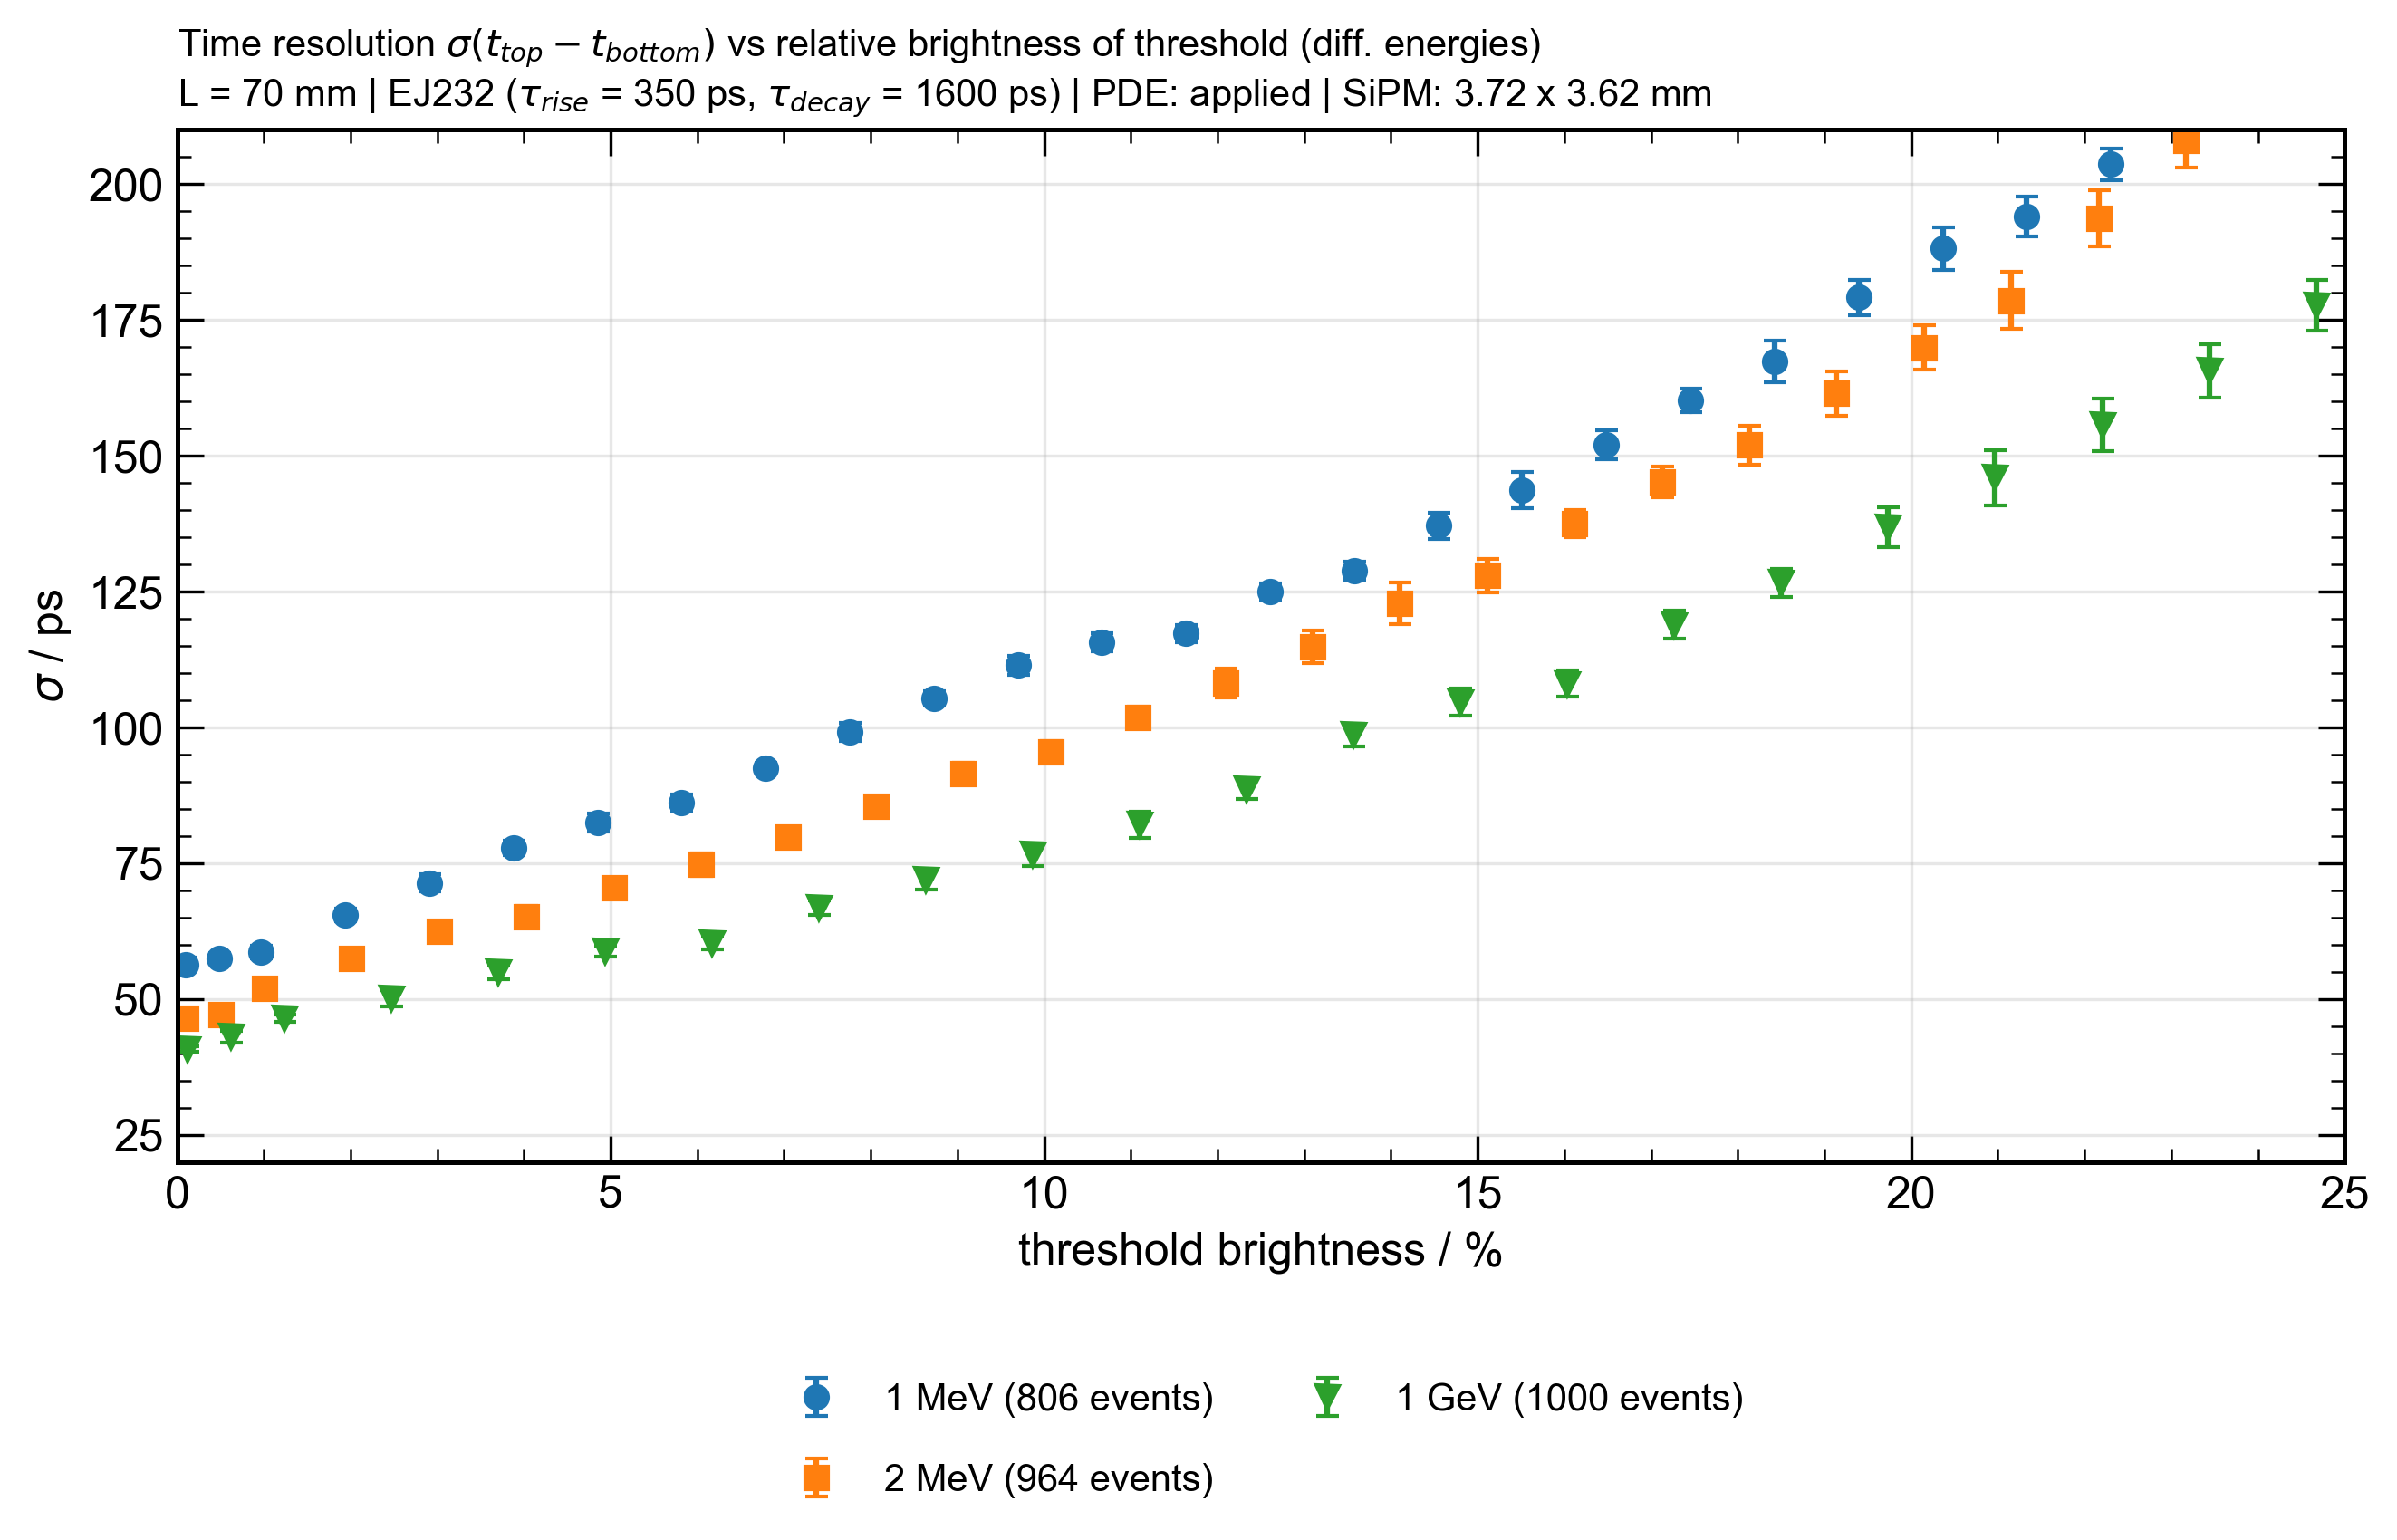 Time resolution σ(t_top − t_bottom) vs relative brightness of threshold (diff. energies)
L = 70 mm | EJ232 (τ_rise = 350 ps, τ_decay = 1600 ps) | PDE: applied | SiPM: 3.72 x 3.62 mm
200
175
150
125
100
75
50
25
σ / ps
0 5 10 15 20 25
threshold brightness / %
1 MeV (806 events) 1 GeV (1000 events)
2 MeV (964 events)